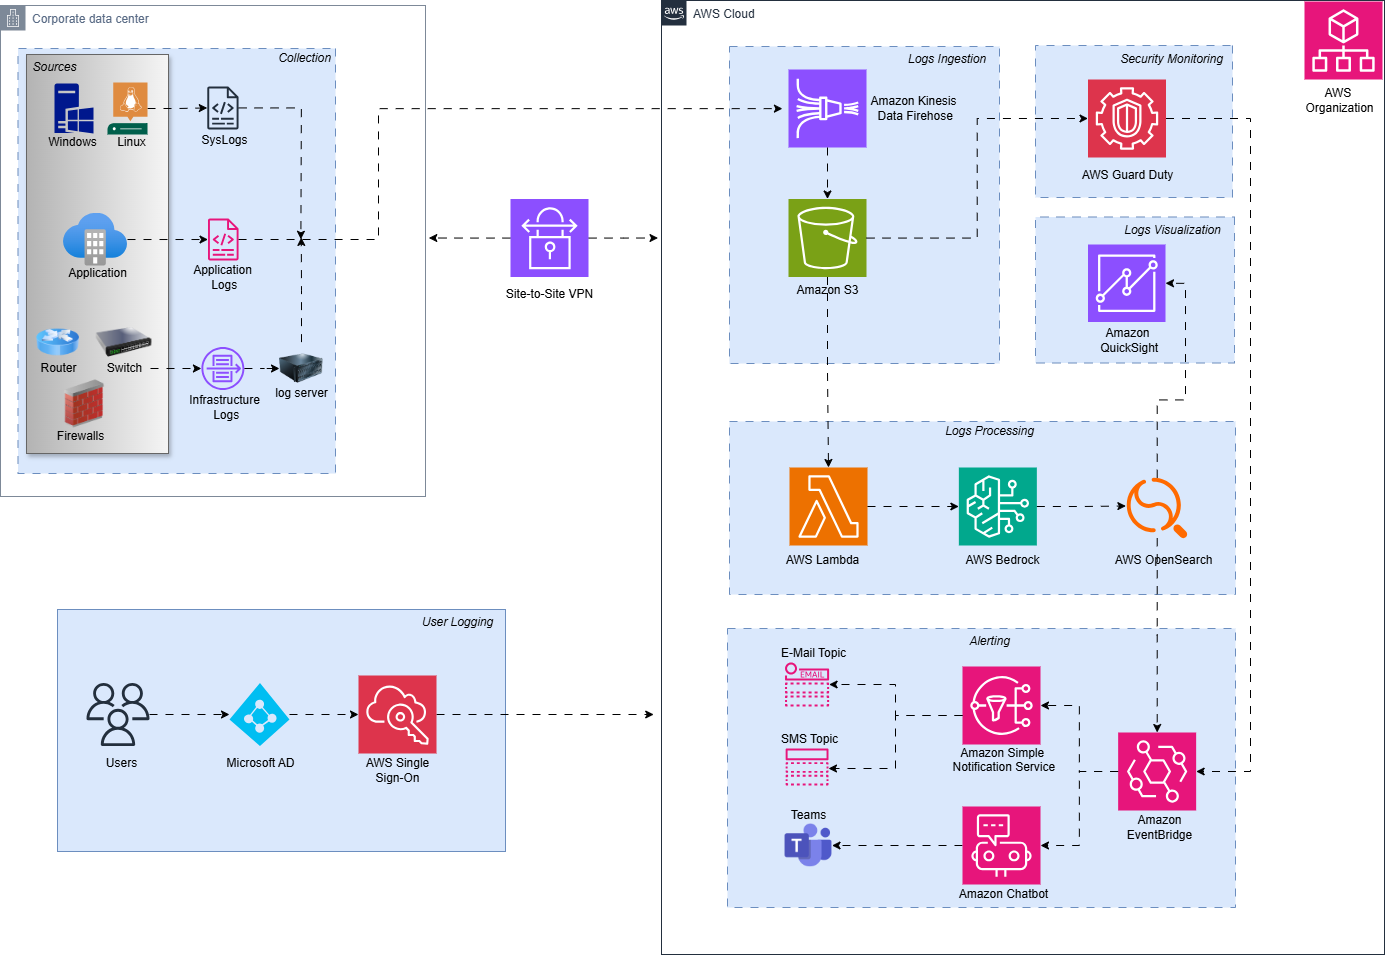 Corporate data center
Collection
Sources
Windows
Linux
SysLogs
Application
Application
Logs
Router
Switch
Firewalls
Infrastructure
Logs
log server
Site-to-Site VPN
aws
AWS Cloud
AWS
Organization
Logs Ingestion
Amazon Kinesis
Data Firehose
Amazon S3
Security Monitoring
AWS Guard Duty
Logs Visualization
Amazon
QuickSight
Logs Processing
AWS Lambda
AWS Bedrock
AWS OpenSearch
User Logging
Users
Microsoft AD
AWS Single
Sign-On
Alerting
E-Mail Topic
EMAIL
SMS Topic
Teams
T
Amazon Simple
Notification Service
Amazon Chatbot
Amazon
EventBridge